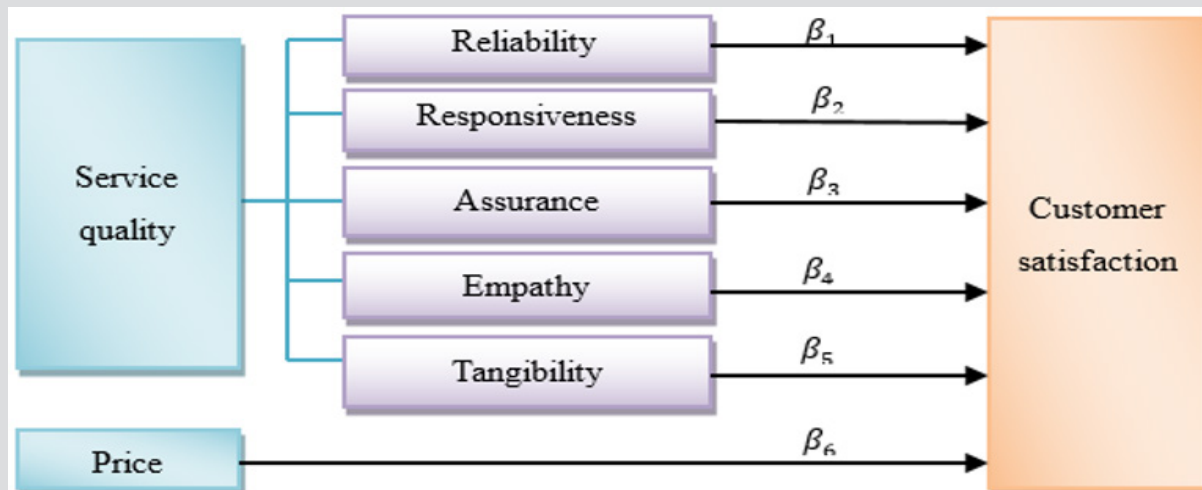 Service
quality
Reliability
β₁
Responsiveness
β₂
Assurance
β₃
Empathy
β₄
Tangibility
β₅
Price
β₆
Customer
satisfaction